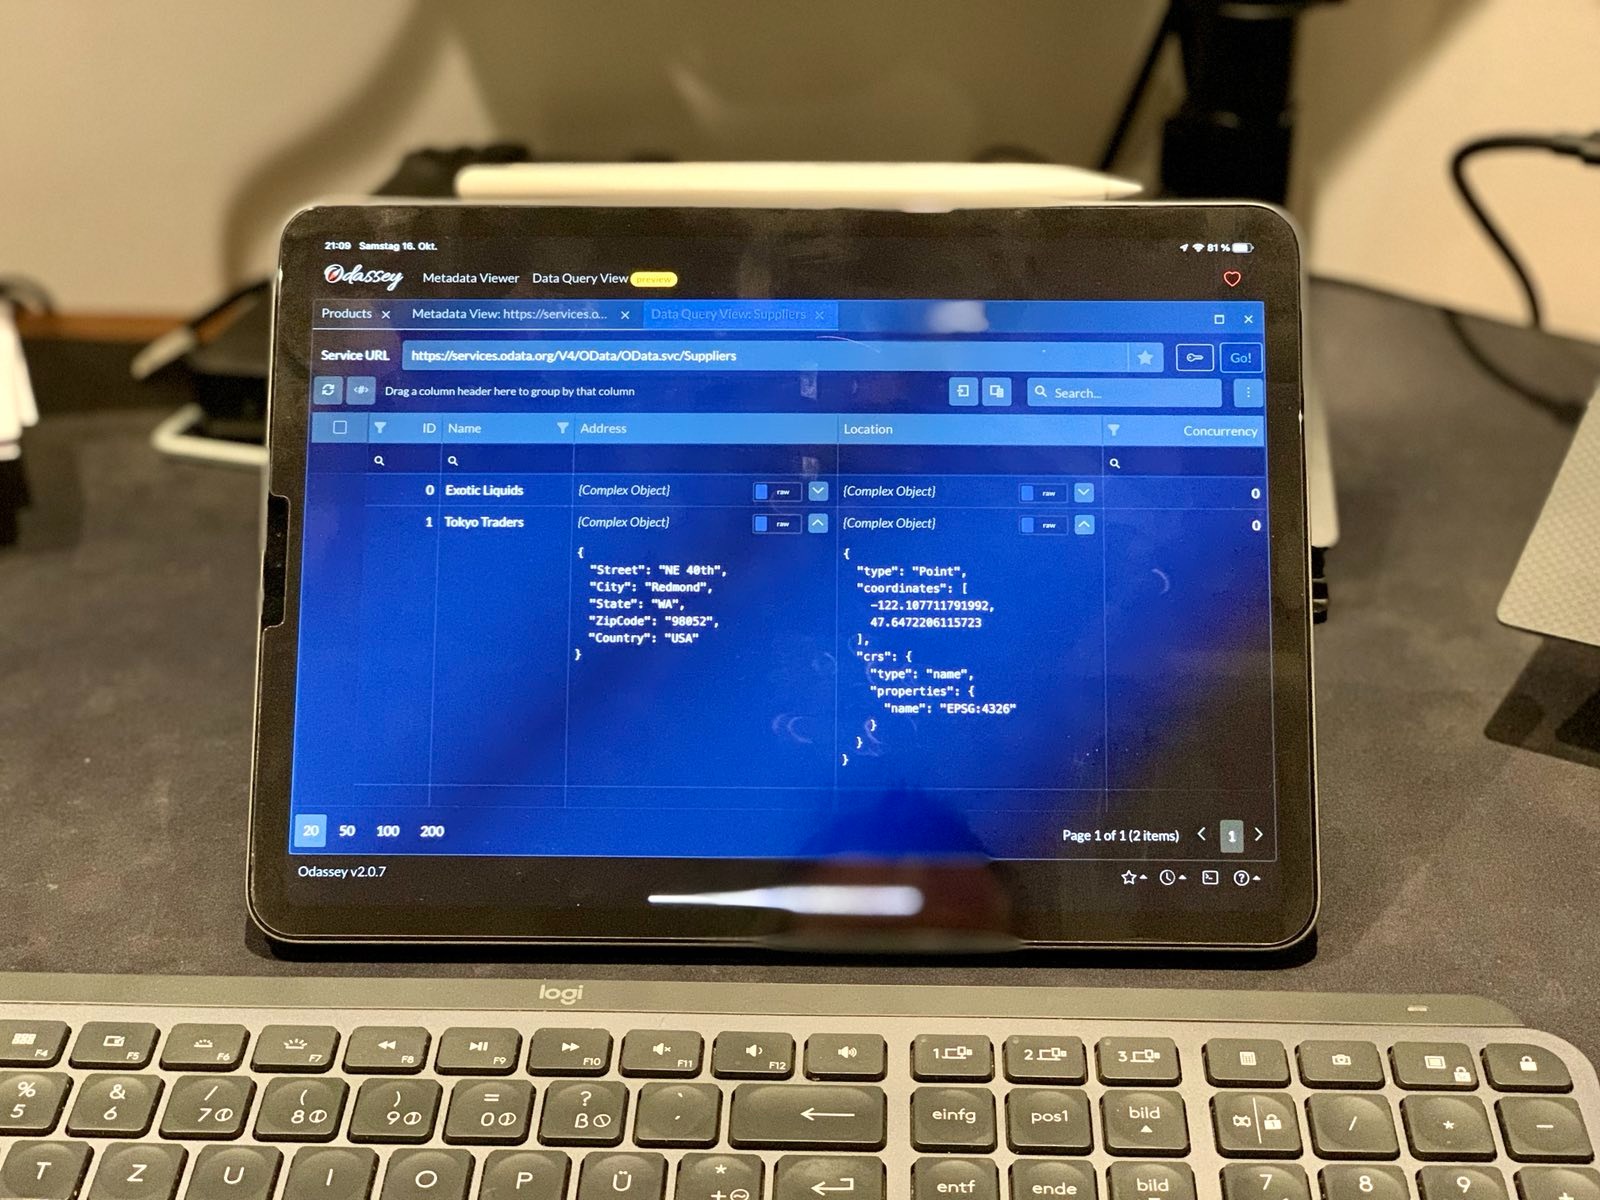 21:09 Samstag 16. Okt.
81 %
Odassey Metadata Viewer Data Query View preview
Products Metadata View: https://services.o... Data Query View: Suppliers
Service URL https://services.odata.org/V4/OData/OData.svc/Suppliers Go!
<#> Drag a column header here to group by that column Search...
ID Name Address Location Concurrency
0 Exotic Liquids {Complex Object} raw {Complex Object} raw 0
1 Tokyo Traders {Complex Object} raw {Complex Object} raw 0
{
"Street": "NE 40th",
"City": "Redmond",
"State": "WA",
"ZipCode": "98052",
"Country": "USA"
}
{
"type": "Point",
"coordinates": [
-122.107711791992,
47.6472206115723
],
"crs": {
"type": "name",
"properties": {
"name": "EPSG:4326"
}
}
}
20 50 100 200 Page 1 of 1 (2 items) 1
Odassey v2.0.7
logi
F4 F5 F6 F7 F8 F9 F10 F11 F12 1 2 3
% 5 & 6 / 7 ( 8 ) 9 = 0 ? ß ` ´ einfg pos1 bild / * -
T Z U I O P Ü * + ~ entf ende bild 7 8 9 +